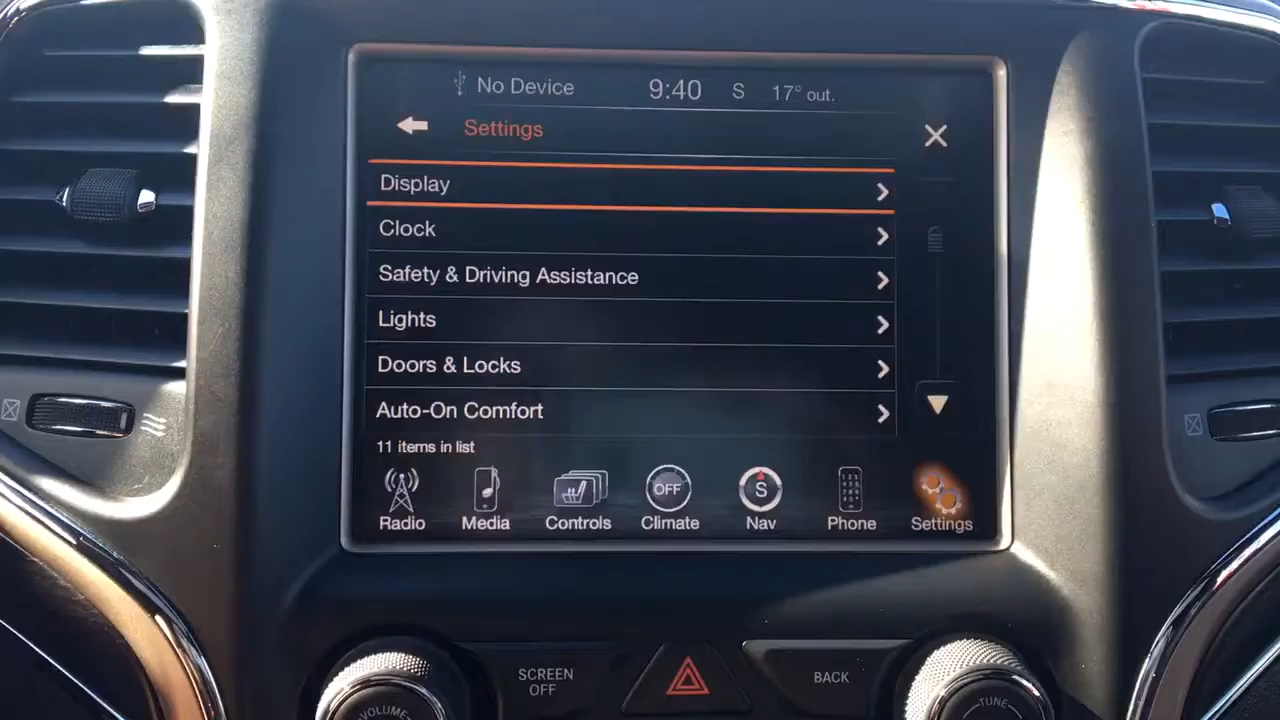 No Device 9:40 S 17° out.
Settings
Display
Clock
Safety & Driving Assistance
Lights
Doors & Locks
Auto-On Comfort
11 items in list
OFF S
Radio Media Controls Climate Nav Phone Settings
SCREEN OFF
BACK
VOLUME
TUNE